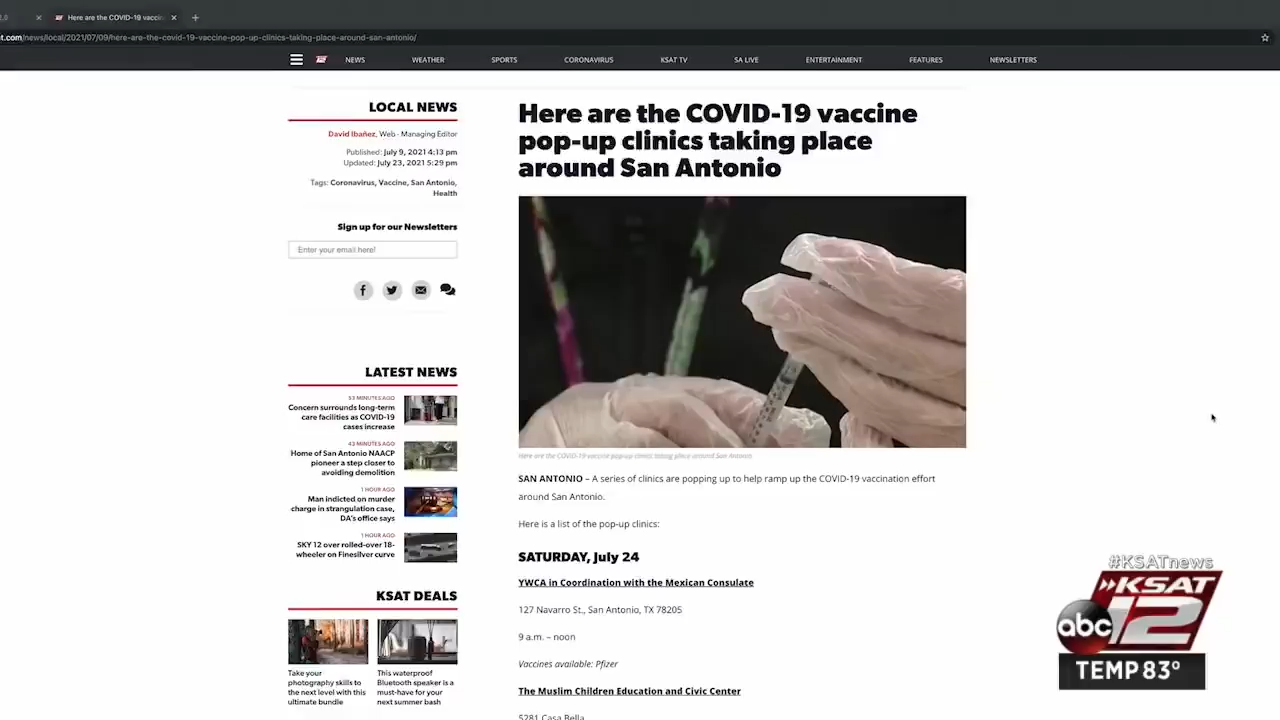 Here are the COVID-19 vaccin
t.com/news/local/2021/07/09/here-are-the-covid-19-vaccine-pop-up-clinics-taking-place-around-san-antonio/
NEWS WEATHER SPORTS CORONAVIRUS KSAT TV SA LIVE ENTERTAINMENT FEATURES NEWSLETTERS
LOCAL NEWS
David Ibañez, Web - Managing Editor
Published: July 9, 2021 4:13 pm
Updated: July 23, 2021 5:29 pm
Tags: Coronavirus, Vaccine, San Antonio,
Health
Sign up for our Newsletters
Enter your email here!
LATEST NEWS
53 MINUTES AGO
Concern surrounds long-
term care facilities as COVID-19
cases increase
43 MINUTES AGO
Home of San Antonio NAACP
pioneer a step closer to
avoiding demolition
1 HOUR AGO
Man indicted on murder
charge in strangulation case,
DA's office says
1 HOUR AGO
SKY 12 over rolled-over 18-
wheeler on Finesilver curve
KSAT DEALS
Take your
photography skills to
the next level with this
ultimate bundle
This waterproof
Bluetooth speaker is a
must-have for your
next summer bash
Here are the COVID-19 vaccine
pop-up clinics taking place
around San Antonio
Here are the COVID-19 vaccine pop-up clinics taking place around San Antonio
SAN ANTONIO – A series of clinics are popping up to help ramp up the COVID-19 vaccination effort
around San Antonio.
Here is a list of the pop-up clinics:
SATURDAY, July 24
YWCA in Coordination with the Mexican Consulate
127 Navarro St., San Antonio, TX 78205
9 a.m. – noon
Vaccines available: Pfizer
The Muslim Children Education and Civic Center
5281 Casa Bella
#KSATnews
KSAT
abc 12
TEMP 83°